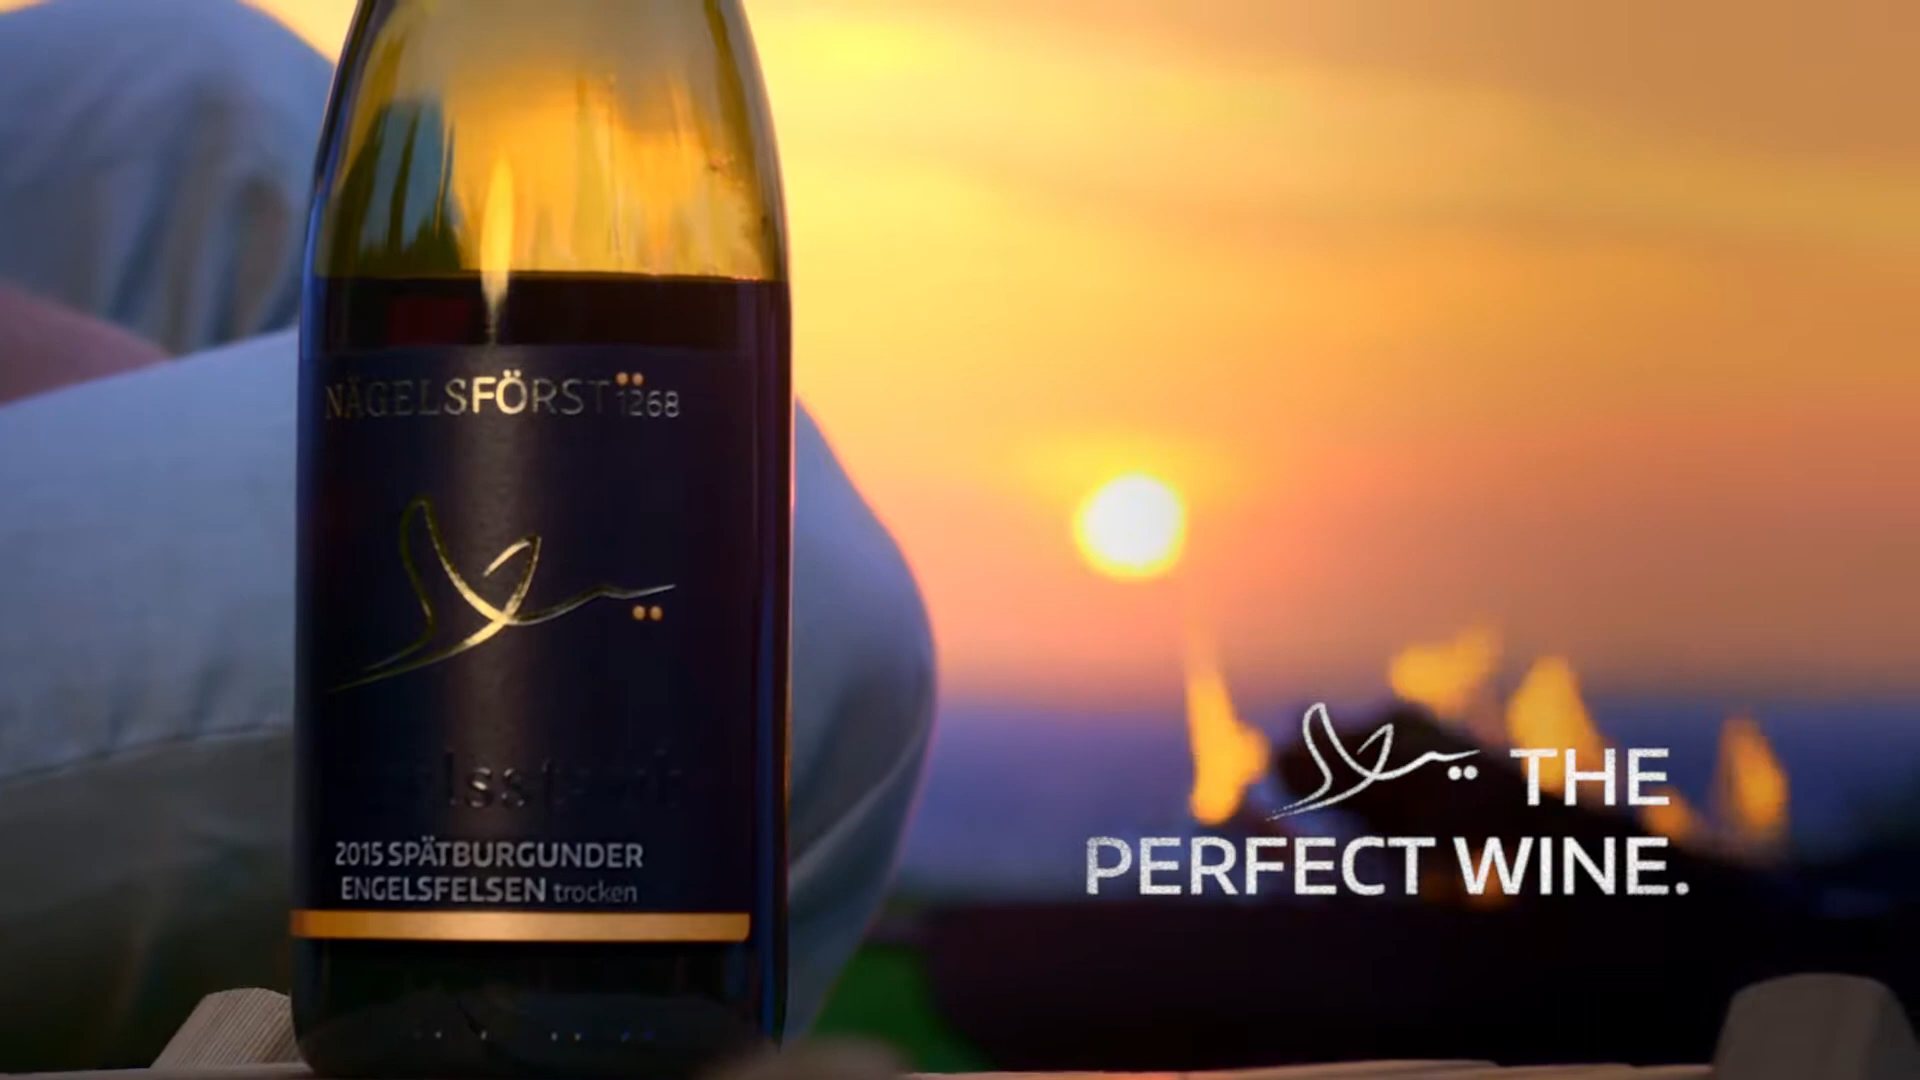 NÄGELSFÖRST 1268
2015 SPÄTBURGUNDER
ENGELSFELSEN trocken
THE
PERFECT WINE.